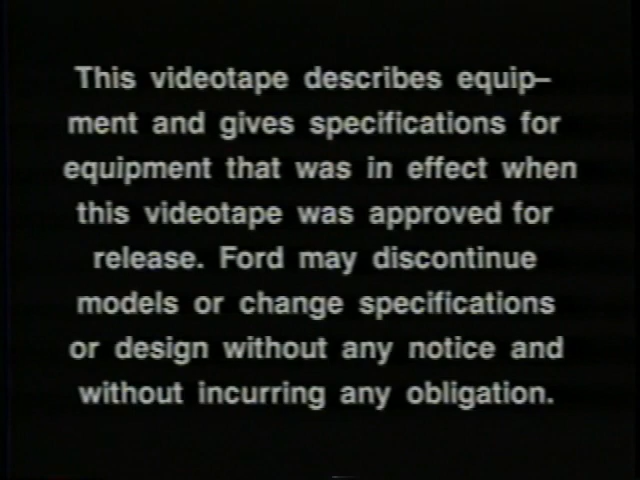 This videotape describes equip–
ment and gives specifications for
equipment that was in effect when
this videotape was approved for
release. Ford may discontinue
models or change specifications
or design without any notice and
without incurring any obligation.